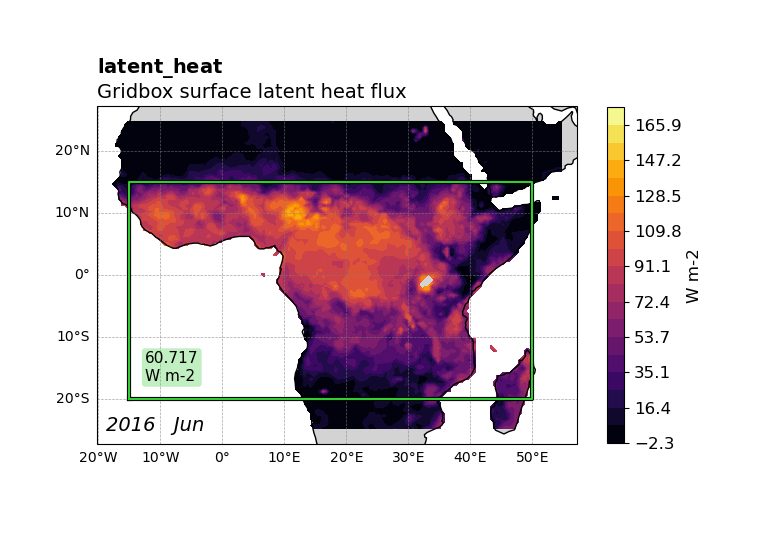 latent_heat
Gridbox surface latent heat flux
20°N
10°N
0°
10°S
20°S
60.717
W m-2
2016 Jun
20°W 10°W 0° 10°E 20°E 30°E 40°E 50°E
165.9
147.2
128.5
109.8
91.1
72.4
53.7
35.1
16.4
−2.3
W m-2